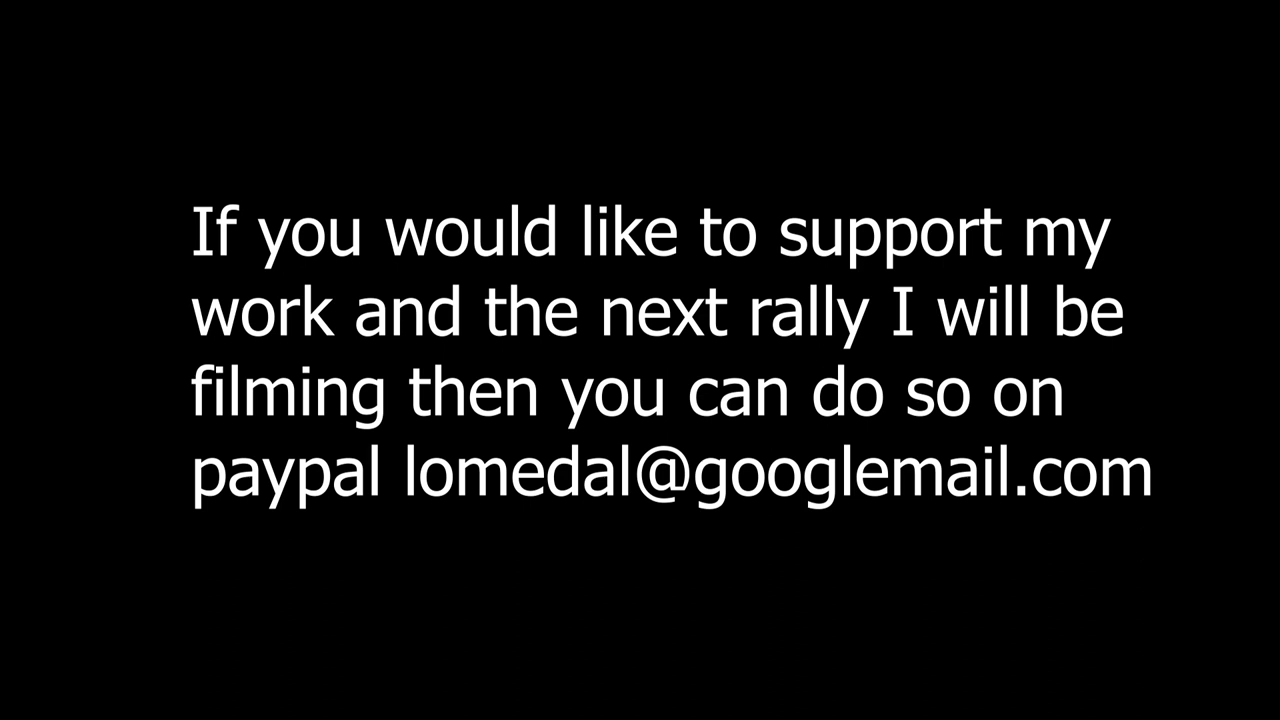 If you would like to support my
work and the next rally I will be
filming then you can do so on
paypal lomedal@googlemail.com